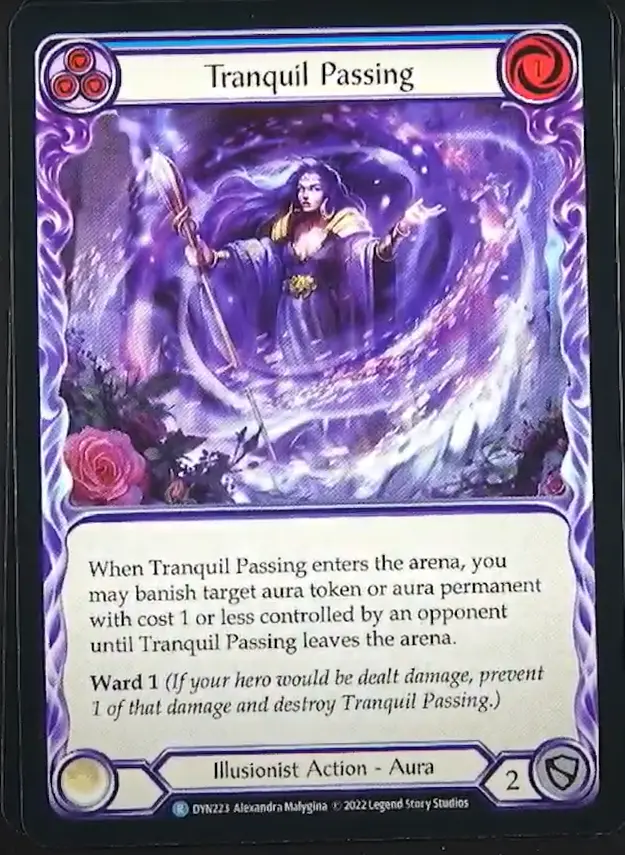 1
Tranquil Passing
When Tranquil Passing enters the arena, you
may banish target aura token or aura permanent
with cost 1 or less controlled by an opponent
until Tranquil Passing leaves the arena.
Ward 1 (If your hero would be dealt damage, prevent
1 of that damage and destroy Tranquil Passing.)
Illusionist Action - Aura
2
R DYN223 Alexandra Malygina © 2022 Legend Story Studios